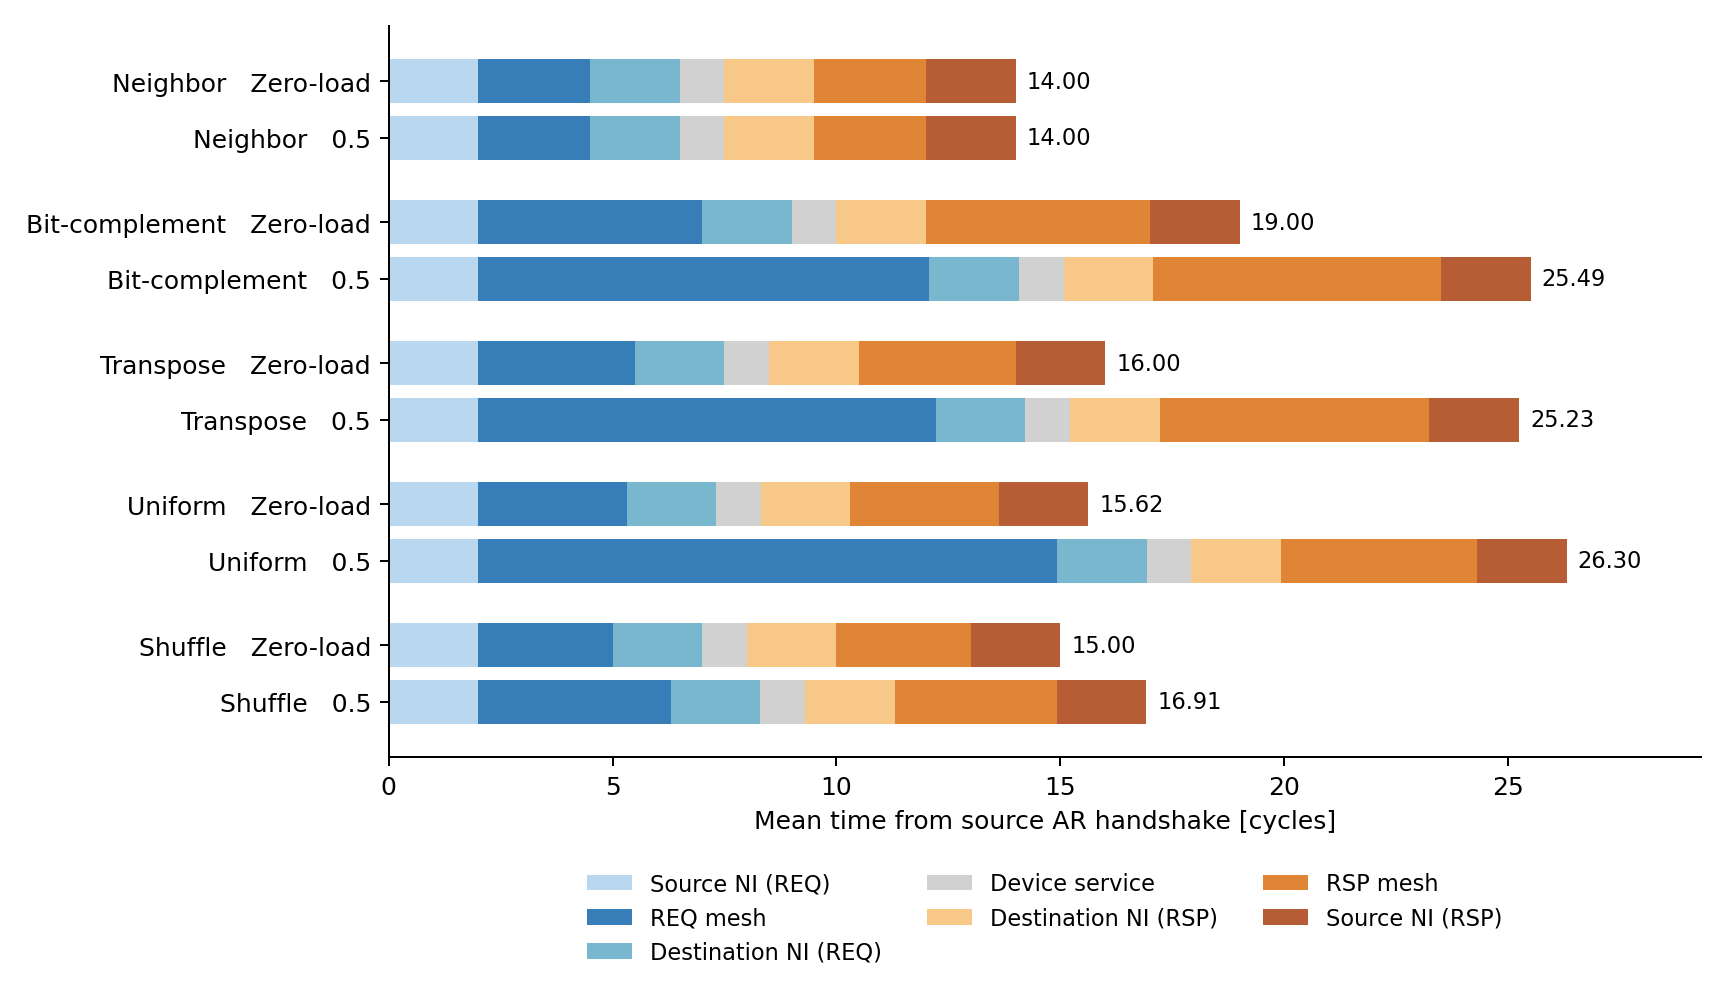 Neighbor Zero-load 14.00
Neighbor 0.5 14.00
Bit-complement Zero-load 19.00
Bit-complement 0.5 25.49
Transpose Zero-load 16.00
Transpose 0.5 25.23
Uniform Zero-load 15.62
Uniform 0.5 26.30
Shuffle Zero-load 15.00
Shuffle 0.5 16.91
0 5 10 15 20 25
Mean time from source AR handshake [cycles]
Source NI (REQ) Device service RSP mesh
REQ mesh Destination NI (RSP) Source NI (RSP)
Destination NI (REQ)